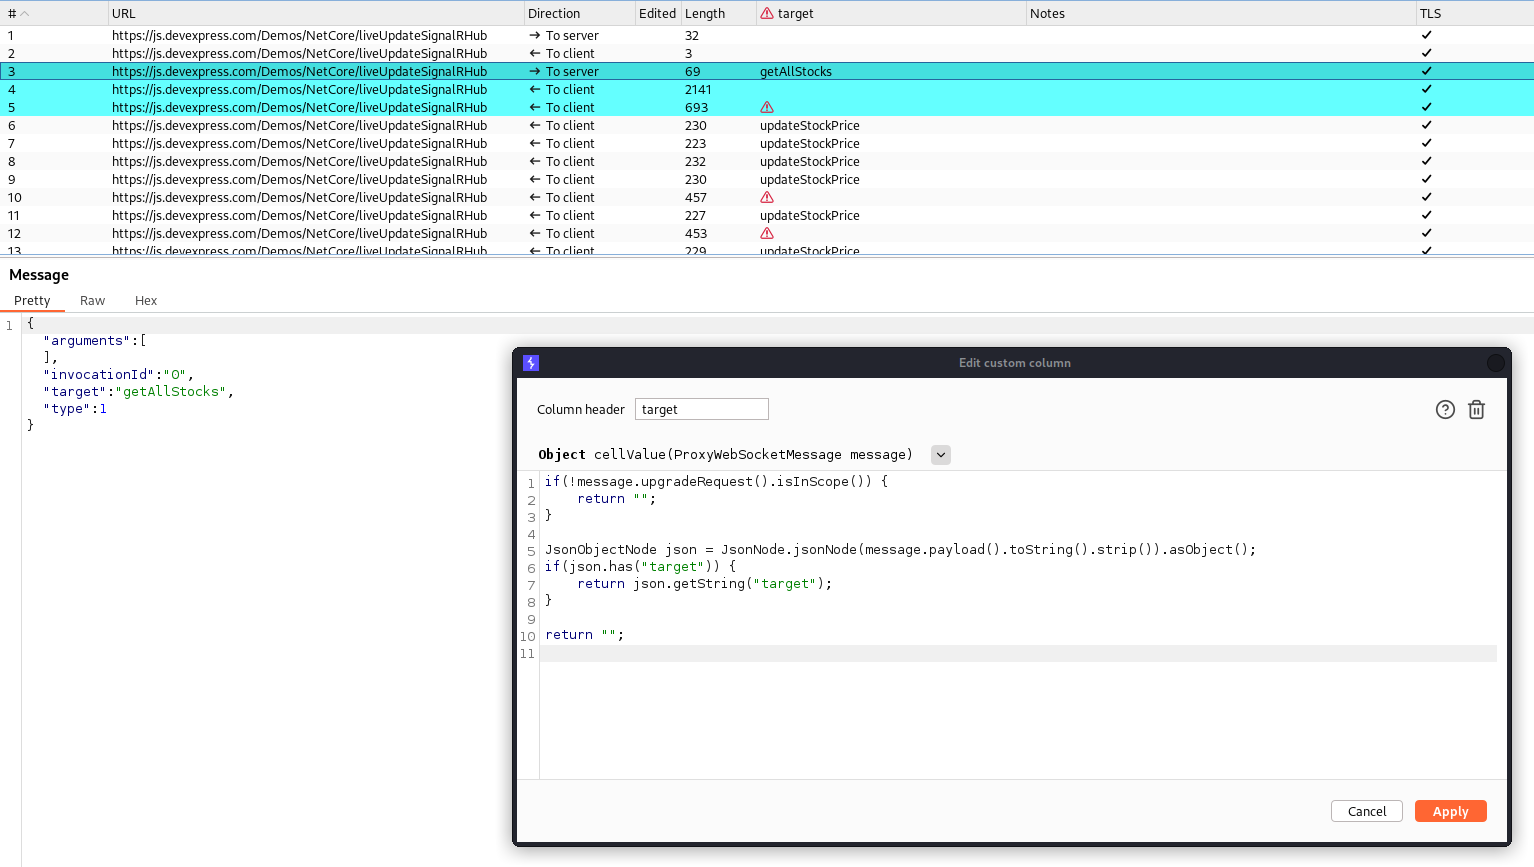 # URL Direction Edited Length target Notes TLS
1 https://js.devexpress.com/Demos/NetCore/liveUpdateSignalRHub → To server 32 ✓
2 https://js.devexpress.com/Demos/NetCore/liveUpdateSignalRHub ← To client 3 ✓
3 https://js.devexpress.com/Demos/NetCore/liveUpdateSignalRHub → To server 69 getAllStocks ✓
4 https://js.devexpress.com/Demos/NetCore/liveUpdateSignalRHub ← To client 2141 ✓
5 https://js.devexpress.com/Demos/NetCore/liveUpdateSignalRHub ← To client 693 ✓
6 https://js.devexpress.com/Demos/NetCore/liveUpdateSignalRHub ← To client 230 updateStockPrice ✓
7 https://js.devexpress.com/Demos/NetCore/liveUpdateSignalRHub ← To client 223 updateStockPrice ✓
8 https://js.devexpress.com/Demos/NetCore/liveUpdateSignalRHub ← To client 232 updateStockPrice ✓
9 https://js.devexpress.com/Demos/NetCore/liveUpdateSignalRHub ← To client 230 updateStockPrice ✓
10 https://js.devexpress.com/Demos/NetCore/liveUpdateSignalRHub ← To client 457 ✓
11 https://js.devexpress.com/Demos/NetCore/liveUpdateSignalRHub ← To client 227 updateStockPrice ✓
12 https://js.devexpress.com/Demos/NetCore/liveUpdateSignalRHub ← To client 453 ✓
13 https://js.devexpress.com/Demos/NetCore/liveUpdateSignalRHub ← To client 229 updateStockPrice ✓
Message
Pretty Raw Hex
1 {
"arguments":[
],
"invocationId":"0",
"target":"getAllStocks",
"type":1
}
Edit custom column
Column header target
Object cellValue(ProxyWebSocketMessage message)
1 if(!message.upgradeRequest().isInScope()) {
2 return "";
3 }
4
5 JsonObjectNode json = JsonNode.jsonNode(message.payload().toString().strip()).asObject();
6 if(json.has("target")) {
7 return json.getString("target");
8 }
9
10 return "";
11
Cancel Apply